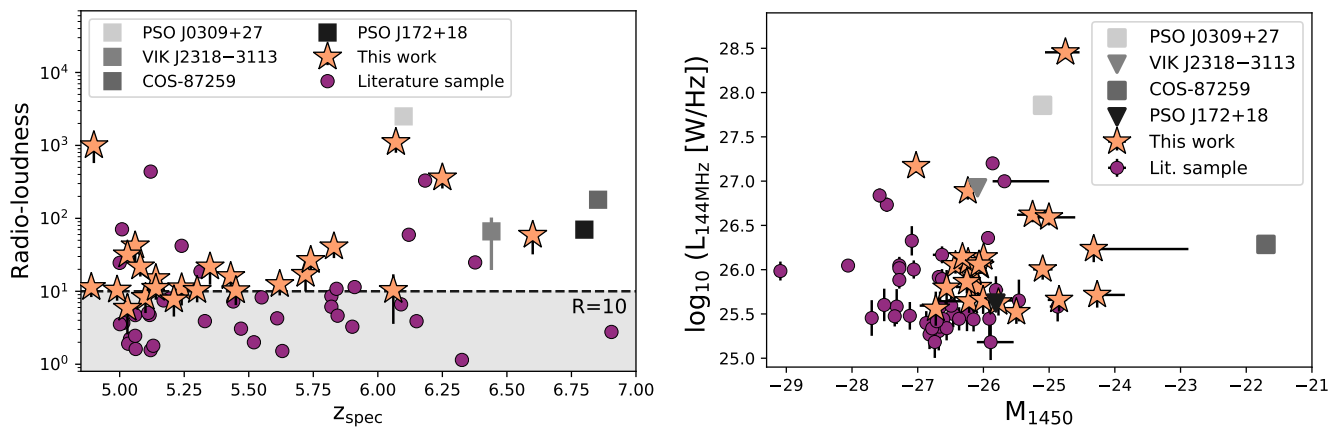 PSO J0309+27
VIK J2318−3113
COS-87259
PSO J172+18
This work
Literature sample
Radio-loudness
10⁴
10³
10²
10¹
10⁰
R=10
5.00 5.25 5.50 5.75 6.00 6.25 6.50 6.75 7.00
z_spec
PSO J0309+27
VIK J2318−3113
COS-87259
PSO J172+18
This work
Lit. sample
log₁₀ (L₁₄₄MHz [W/Hz])
28.5
28.0
27.5
27.0
26.5
26.0
25.5
25.0
−29 −28 −27 −26 −25 −24 −23 −22 −21
M₁₄₅₀